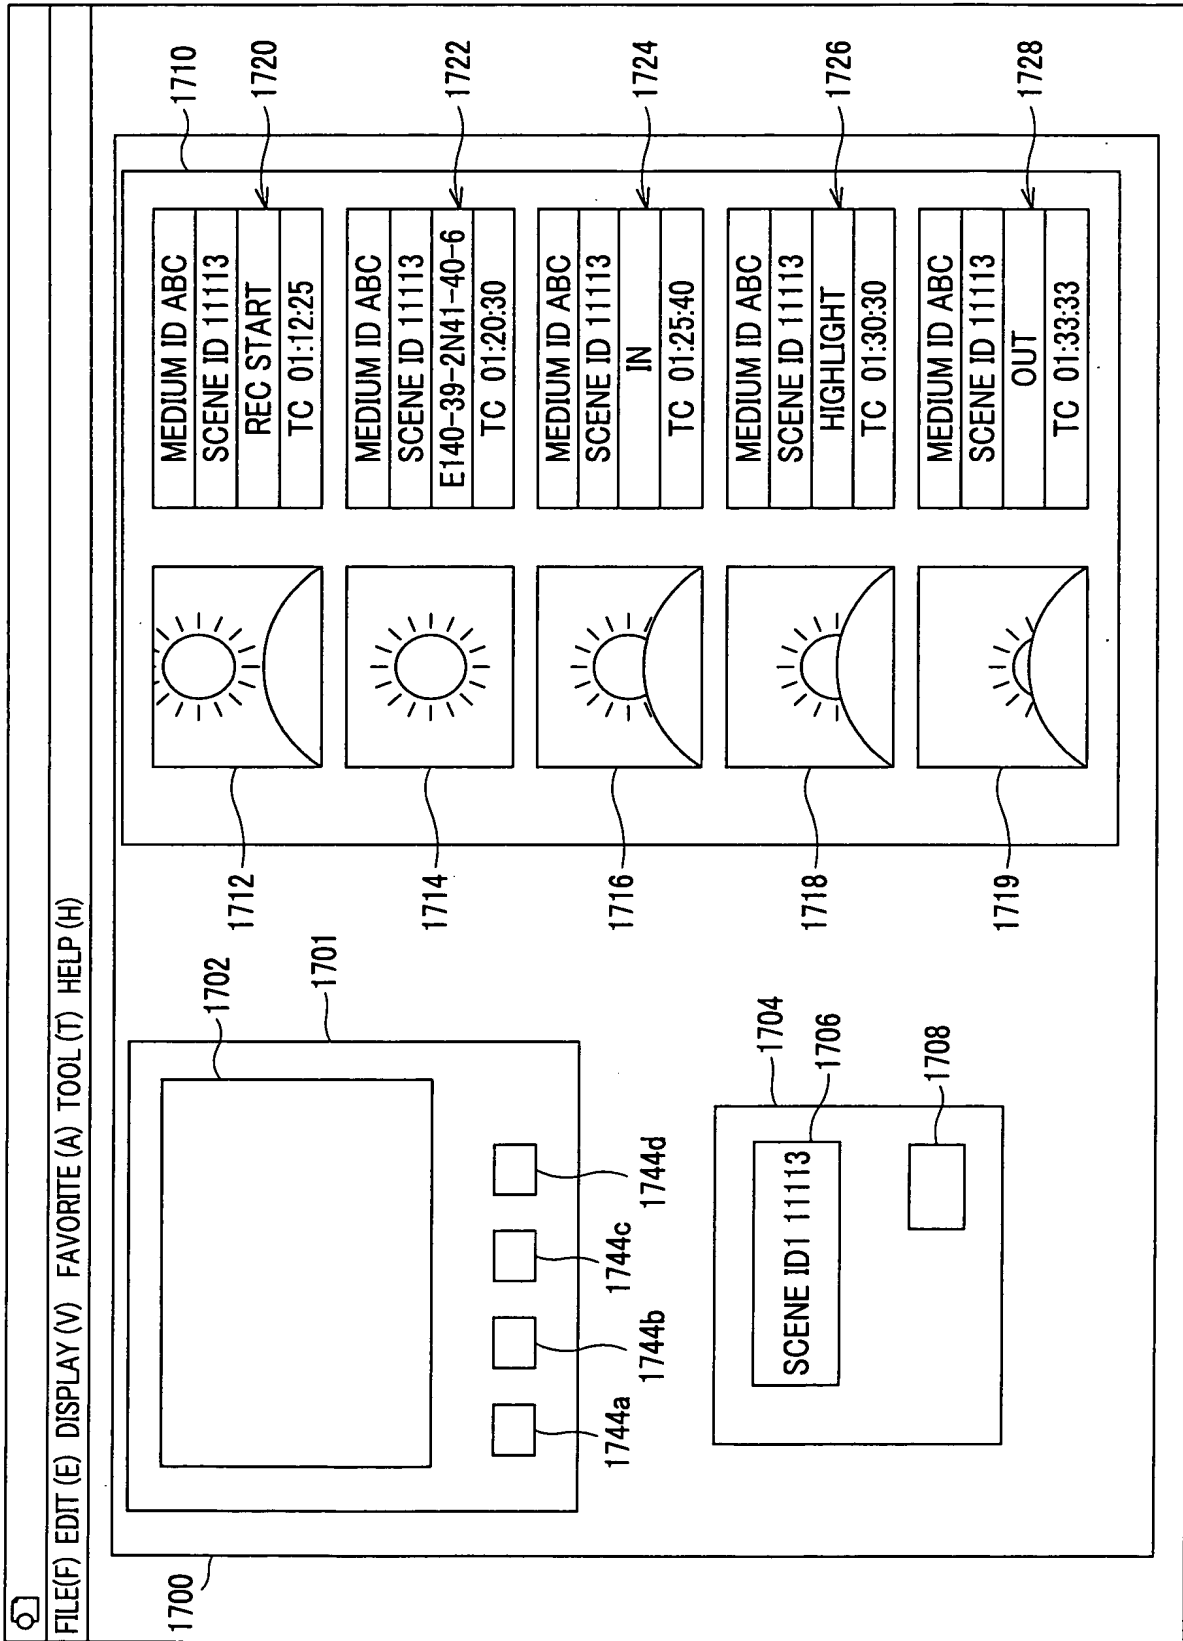 FILE(F) EDIT (E) DISPLAY (V) FAVORITE (A) TOOL (T) HELP (H)
1700
1702
1701
1744a
1744b
1744c
1744d
1704
1706
SCENE ID1 11113
1708
1710
1712
MEDIUM ID ABC
SCENE ID 11113
REC START
TC 01:12:25
1720
1714
MEDIUM ID ABC
SCENE ID 11113
E140-39-2N41-40-6
TC 01:20:30
1722
1716
MEDIUM ID ABC
SCENE ID 11113
IN
TC 01:25:40
1724
1718
MEDIUM ID ABC
SCENE ID 11113
HIGHLIGHT
TC 01:30:30
1726
1719
MEDIUM ID ABC
SCENE ID 11113
OUT
TC 01:33:33
1728